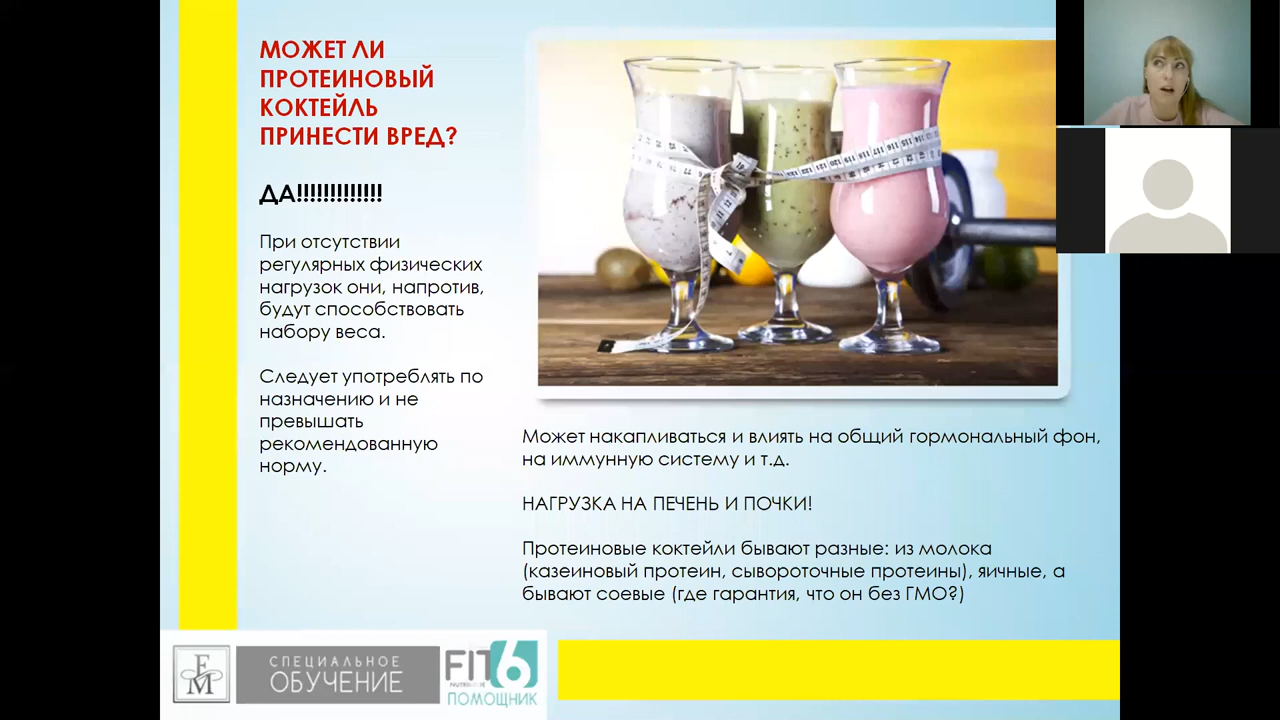 МОЖЕТ ЛИ
ПРОТЕИНОВЫЙ
КОКТЕЙЛЬ
ПРИНЕСТИ ВРЕД?
ДА!!!!!!!!!!!!!
При отсутствии
регулярных физических
нагрузок они, напротив,
будут способствовать
набору веса.
Следует употреблять по
назначению и не
превышать
рекомендованную
норму.
Может накапливаться и влиять на общий гормональный фон,
на иммунную систему и т.д.
НАГРУЗКА НА ПЕЧЕНЬ И ПОЧКИ!
Протеиновые коктейли бывают разные: из молока
(казеиновый протеин, сывороточные протеины), яичные, а
бывают соевые (где гарантия, что он без ГМО?)
FM
СПЕЦИАЛЬНОЕ
ОБУЧЕНИЕ
FIT6
ПОМОЩНИК